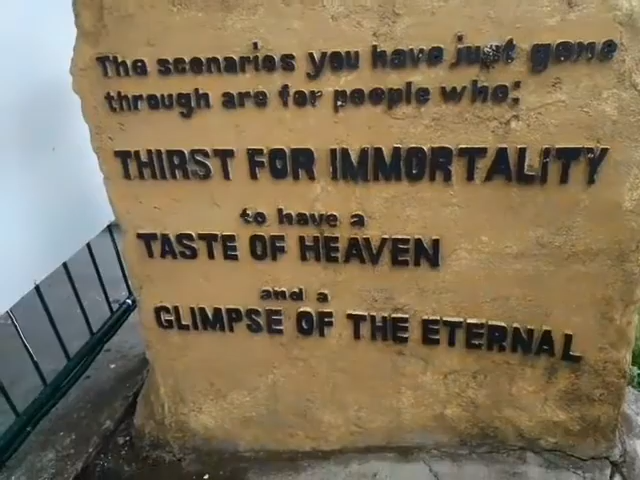 The scenarios you have just gone
through are for people who:
THIRST FOR IMMORTALITY
to have a
TASTE OF HEAVEN
and a
GLIMPSE OF THE ETERNAL